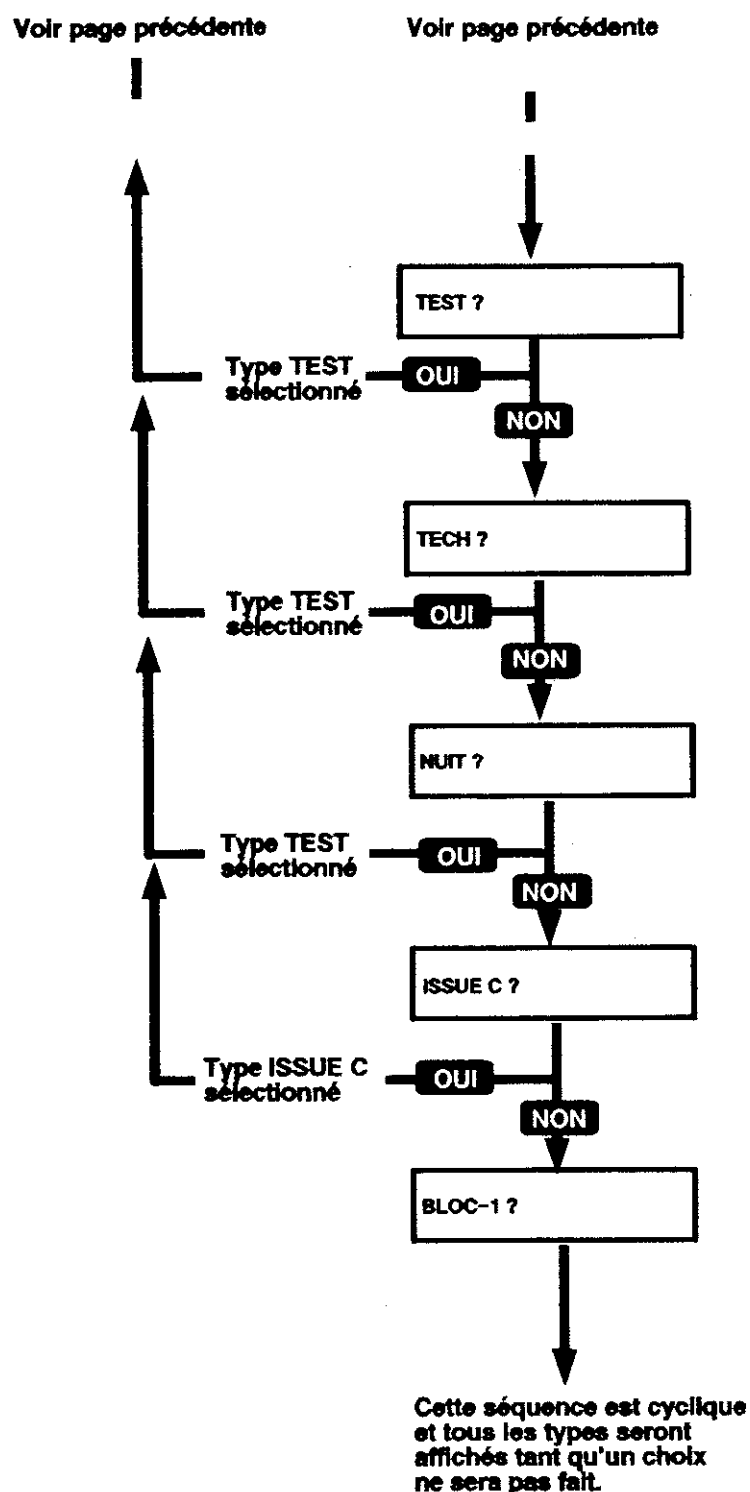 Voir page précédente
Voir page précédente
TEST ?
Type TEST
sélectionné
OUI
NON
TECH ?
Type TEST
sélectionné
OUI
NON
NUIT ?
Type TEST
sélectionné
OUI
NON
ISSUE C ?
Type ISSUE C
sélectionné
OUI
NON
BLOC-1 ?
Cette séquence est cyclique
et tous les types seront
affichés tant qu'un choix
ne sera pas fait.